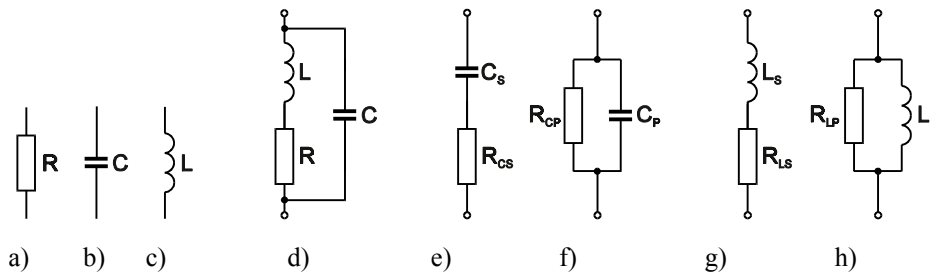 R
C
L
L
R
C
C_S
R_CS
R_CP
C_P
L_S
R_LS
R_LP
L
a) b) c) d) e) f) g) h)